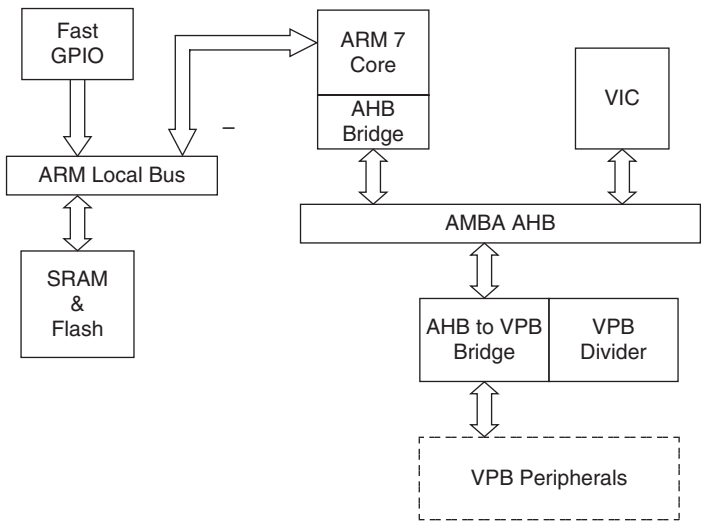 Fast
GPIO
ARM 7
Core
AHB
Bridge
VIC
–
ARM Local Bus
AMBA AHB
SRAM
&
Flash
AHB to VPB
Bridge
VPB
Divider
VPB Peripherals